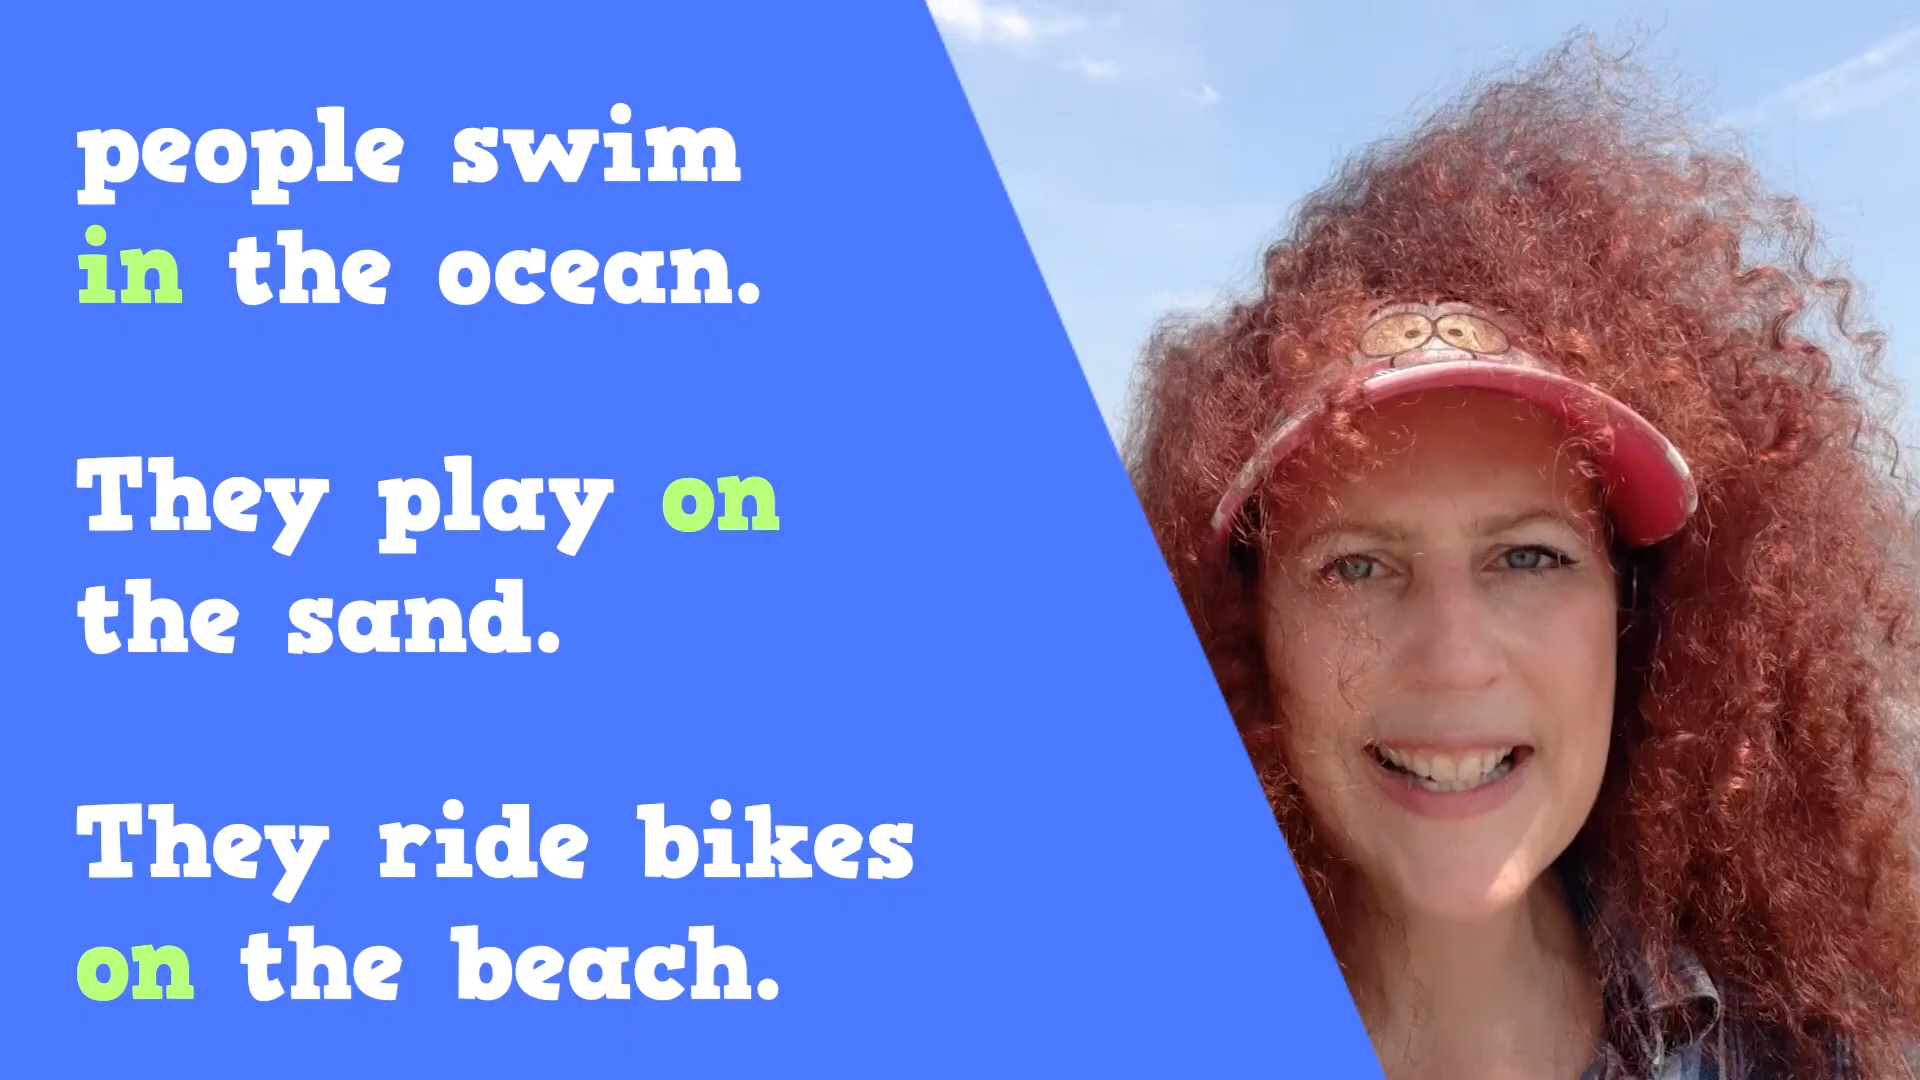 people swim
in the ocean.
They play on
the sand.
They ride bikes
on the beach.